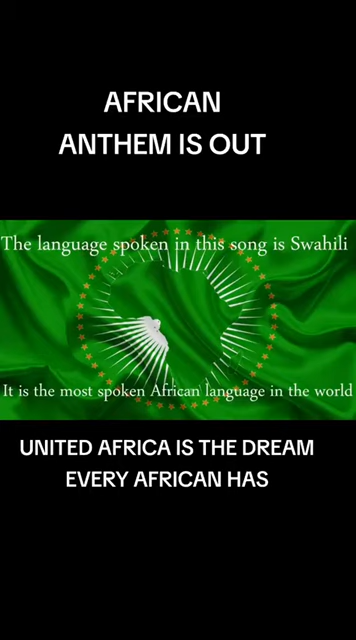 AFRICAN
ANTHEM IS OUT
The language spoken in this song is Swahili
It is the most spoken African language in the world
UNITED AFRICA IS THE DREAM
EVERY AFRICAN HAS